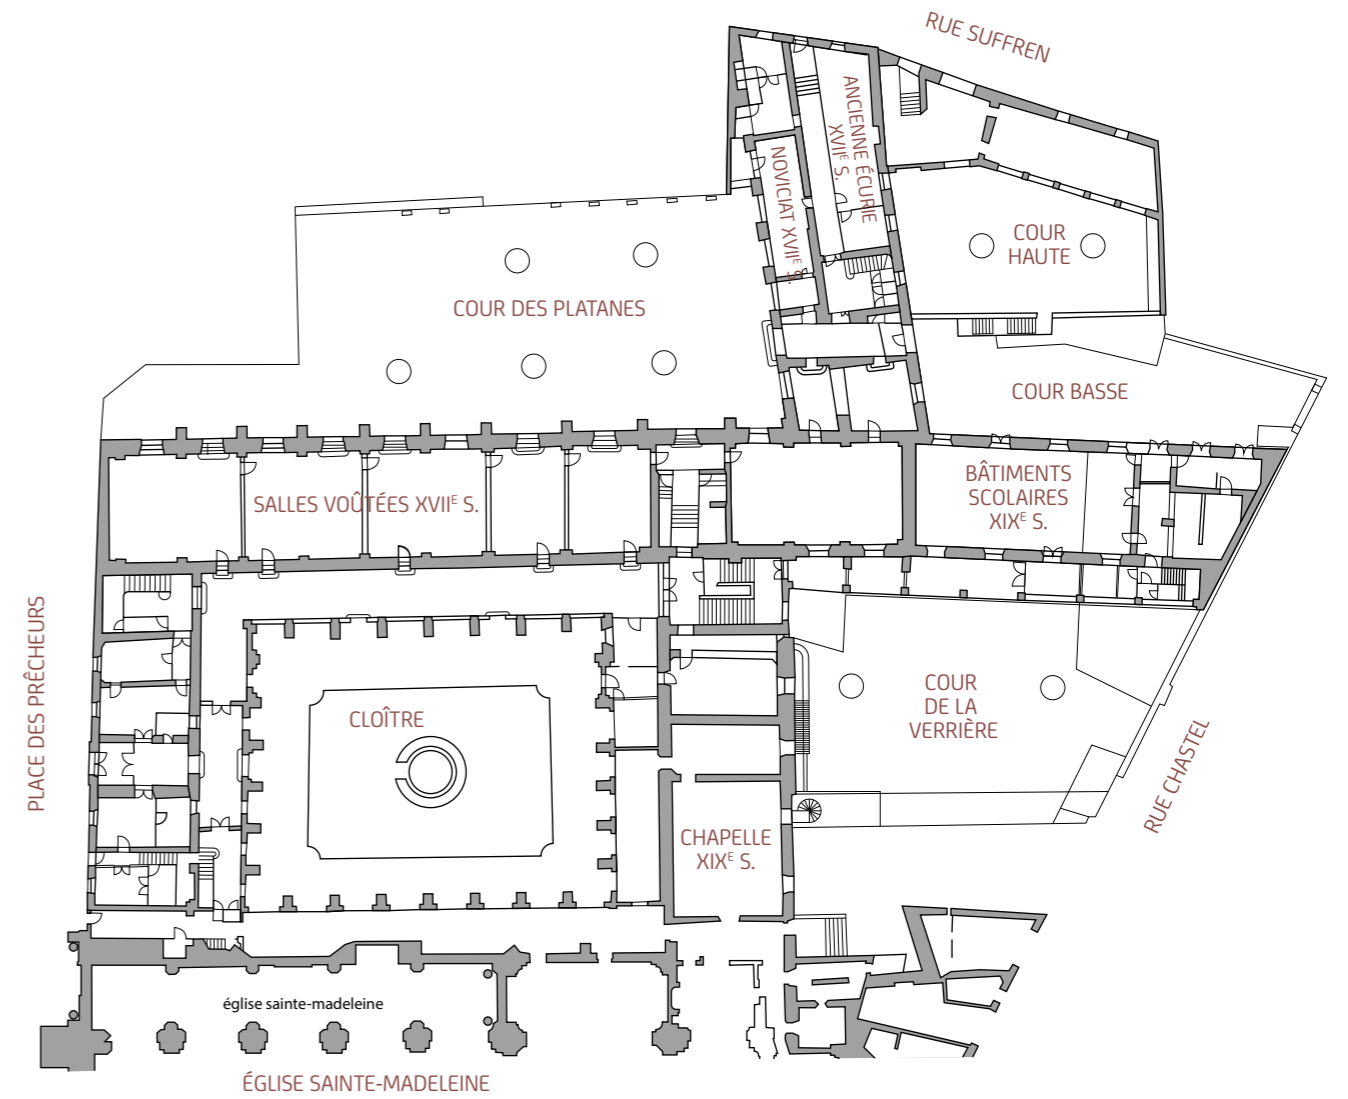 RUE SUFFREN
ANCIENNE ÉCURIE
XVIIE S.
NOVICIAT XVIIE S.
COUR
HAUTE
COUR DES PLATANES
COUR BASSE
BÂTIMENTS
SCOLAIRES
XIXE S.
SALLES VOÛTÉES XVIIE S.
PLACE DES PRÊCHEURS
CLOÎTRE
COUR
DE LA
VERRIÈRE
RUE CHASTEL
CHAPELLE
XIXE S.
église sainte-madeleine
ÉGLISE SAINTE-MADELEINE